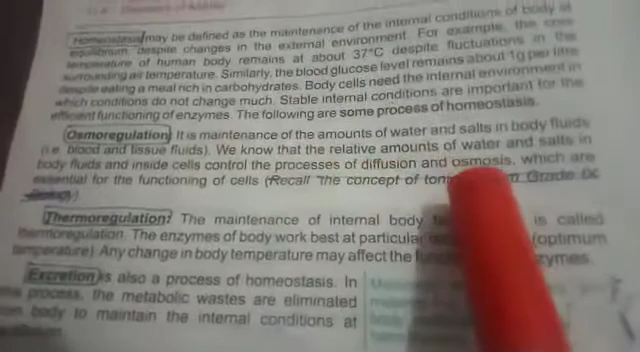 Homeostasis may be defined as the maintenance of the internal conditions of body at
equilibrium, despite changes in the external environment. For example, the core
temperature of human body remains at about 37°C despite fluctuations in the
surrounding air temperature. Similarly, the blood glucose level remains about 1g per litre
despite eating a meal rich in carbohydrates. Body cells need the internal environment in
which conditions do not change much. Stable internal conditions are important for the
efficient functioning of enzymes. The following are some process of homeostasis.
Osmoregulation: It is maintenance of the amounts of water and salts in body fluids
(i.e. blood and tissue fluids). We know that the relative amounts of water and salts in
body fluids and inside cells control the processes of diffusion and osmosis, which are
essential for the functioning of cells (Recall "the concept of Grade IX
Biology)
Thermoregulation: The maintenance of internal body is called
thermoregulation. The enzymes of body work best at particular (optimum
temperature). Any change in body temperature may affect the
Excretion is also a process of homeostasis. In
process, the metabolic wastes are eliminated
body to maintain the internal conditions at